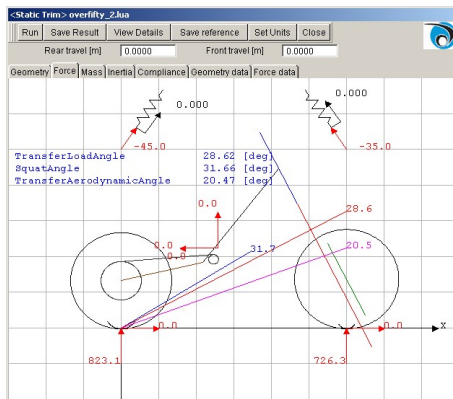 <Static Trim> overfifty_2.lua
Run Save Result View Details Save reference Set Units Close
Rear travel [m] 0.0000 Front travel [m] 0.0000
Geometry Force Mass Inertia Compliance Geometry data Force data
0.000 0.000
-45.0 -35.0
TransferLoadAngle 28.62 [deg]
SquatAngle 31.66 [deg]
TransferAerodynamicAngle 20.47 [deg]
0.0
28.6
0.0 31.7 20.5
0.0
0.0 0.0 X
823.1 726.3